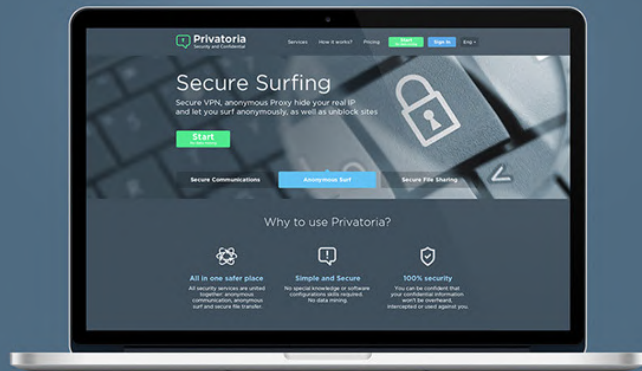 Privatoria
Security and Confidential
Services How it works? Pricing Start Sign In Eng
Secure Surfing
Secure VPN, anonymous Proxy hide your real IP
and let you surf anonymously, as well as unblock sites
Start
Secure Communications Anonymous Surf Secure File Sharing
Why to use Privatoria?
All in one safer place Simple and Secure 100% security
All security services are united
together: anonymous
communication, anonymous
surf and secure file transfer.
No special knowledge or software
configurations skills required.
No data mining.
You can be confident that
your confidential information
won't be overheard,
intercepted or used against you.